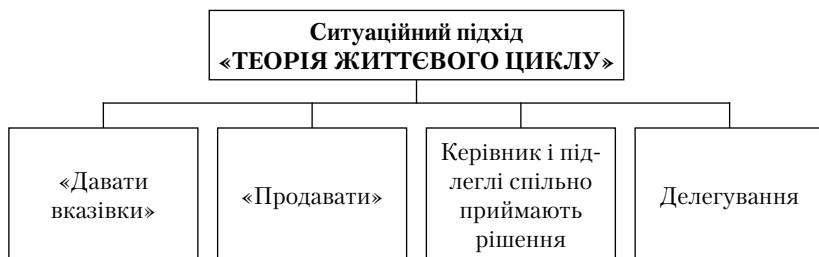 Ситуаційний підхід
«ТЕОРІЯ ЖИТТЄВОГО ЦИКЛУ»
«Давати
вказівки»
«Продавати»
Керівник і під-
леглі спільно
приймають
рішення
Делегування